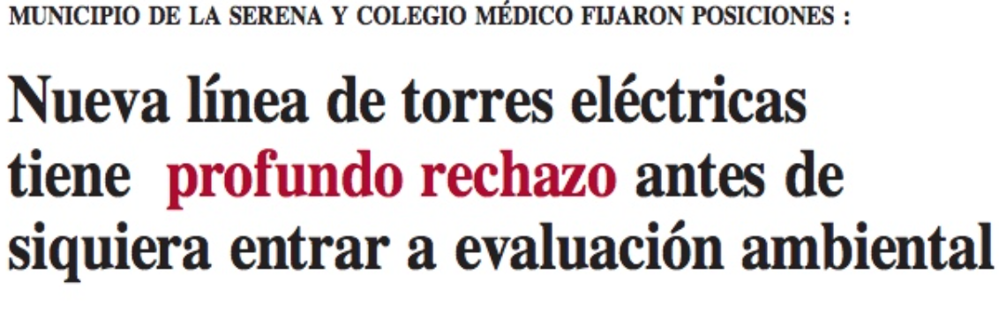 MUNICIPIO DE LA SERENA Y COLEGIO MÉDICO FIJARON POSICIONES :
Nueva línea de torres eléctricas
tiene profundo rechazo antes de
siquiera entrar a evaluación ambiental